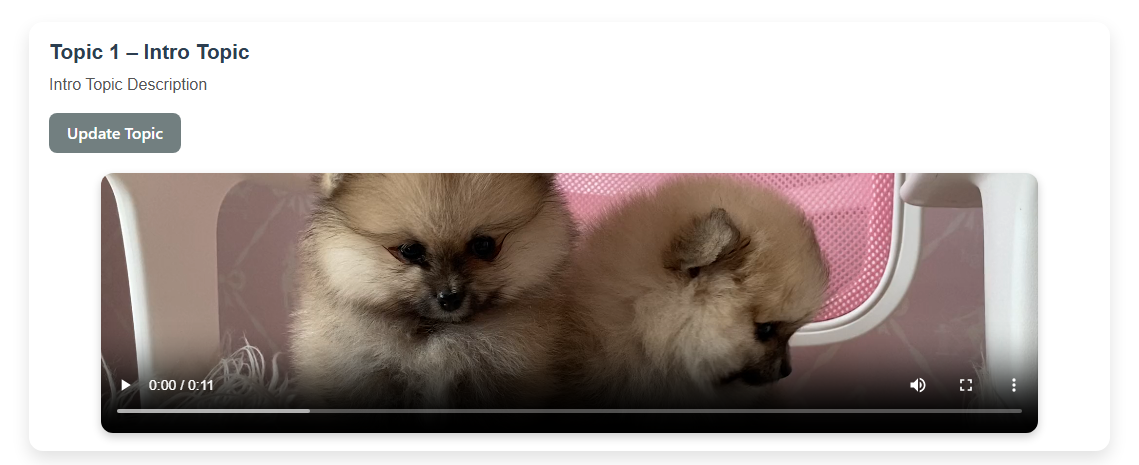 Topic 1 – Intro Topic
Intro Topic Description
Update Topic
0:00 / 0:11